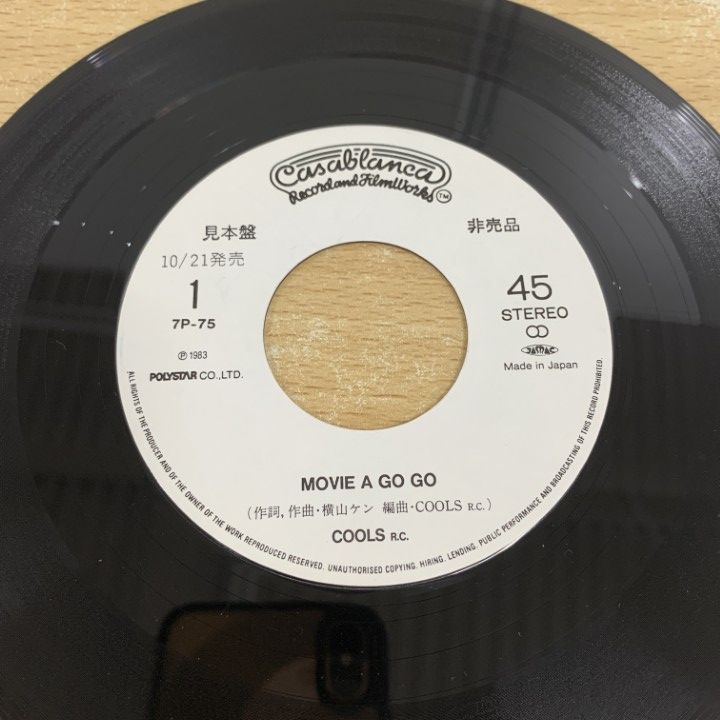 Casablanca
Record and FilmWorks TM
見本盤
非売品
10/21発売
1
45
7P-75
STEREO
℗ 1983
JASRAC
POLYSTAR CO.,LTD.
Made in Japan
MOVIE A GO GO
(作詞,作曲・横山ケン 編曲・COOLS R.C.)
COOLS R.C.
ALL RIGHTS OF THE PRODUCER AND OF THE OWNER OF THE WORK REPRODUCED RESERVED. UNAUTHORISED COPYING. HIRING. LENDING. PUBLIC PERFORMANCE AND BROADCASTING OF THIS RECORD PROHIBITED.